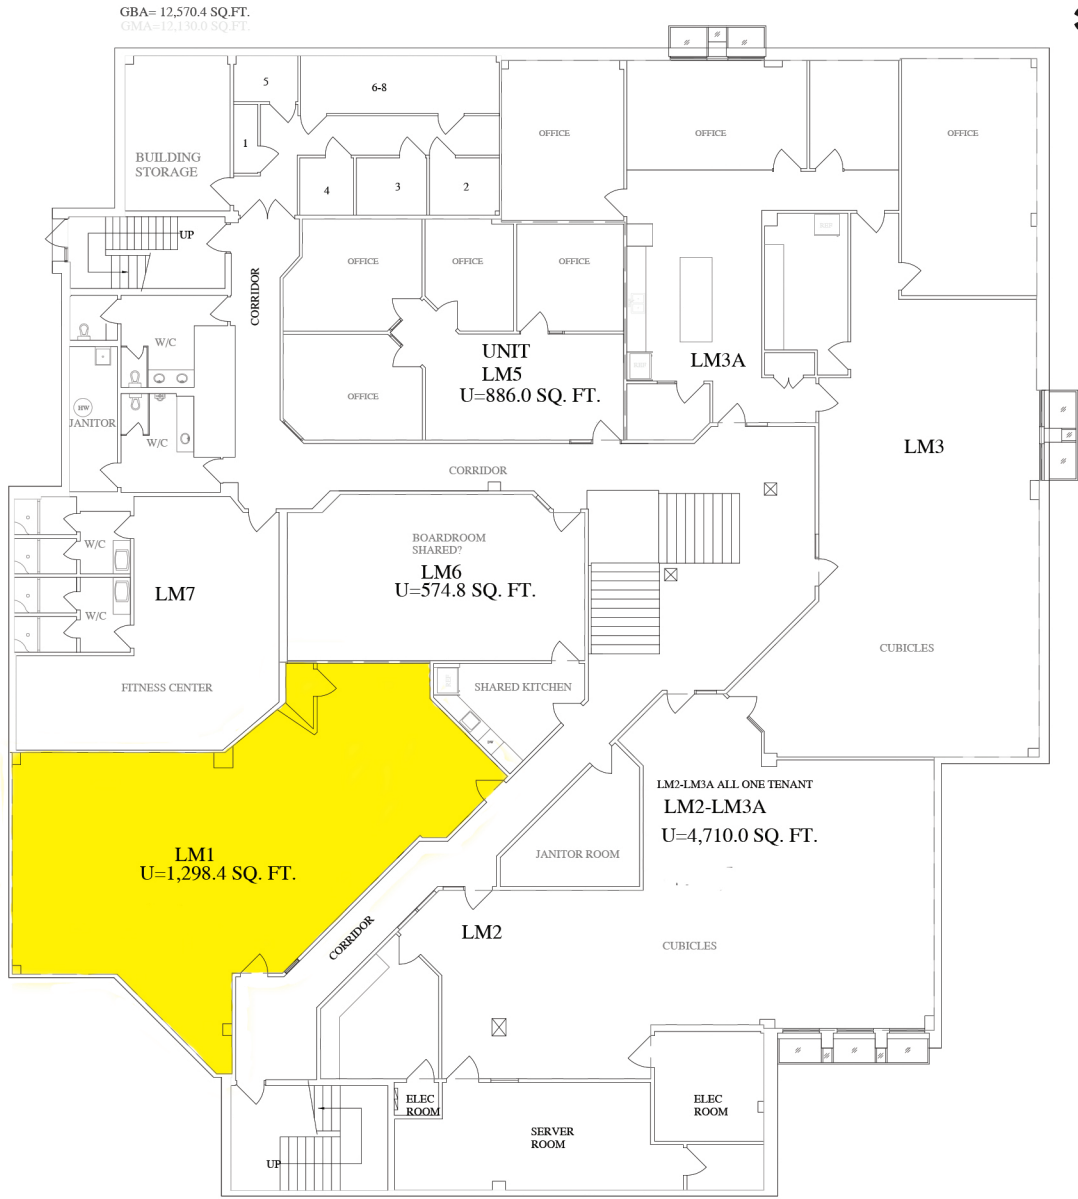 GBA= 12,570.4 SQ.FT.
GMA=12,130.0 SQ.FT.
5
6-8
1
OFFICE
OFFICE
OFFICE
BUILDING
STORAGE
4
3
2
UP
CORRIDOR
OFFICE
OFFICE
OFFICE
REF
W/C
UNIT
LM5
U=886.0 SQ. FT.
LM3A
REF
OFFICE
HW
JANITOR
W/C
LM3
CORRIDOR
W/C
BOARDROOM
SHARED?
LM6
U=574.8 SQ. FT.
LM7
W/C
CUBICLES
FITNESS CENTER
SHARED KITCHEN
LM2-LM3A ALL ONE TENANT
LM2-LM3A
U=4,710.0 SQ. FT.
LM1
U=1,298.4 SQ. FT.
JANITOR ROOM
CORRIDOR
LM2
CUBICLES
ELEC
ROOM
ELEC
ROOM
SERVER
ROOM
UP